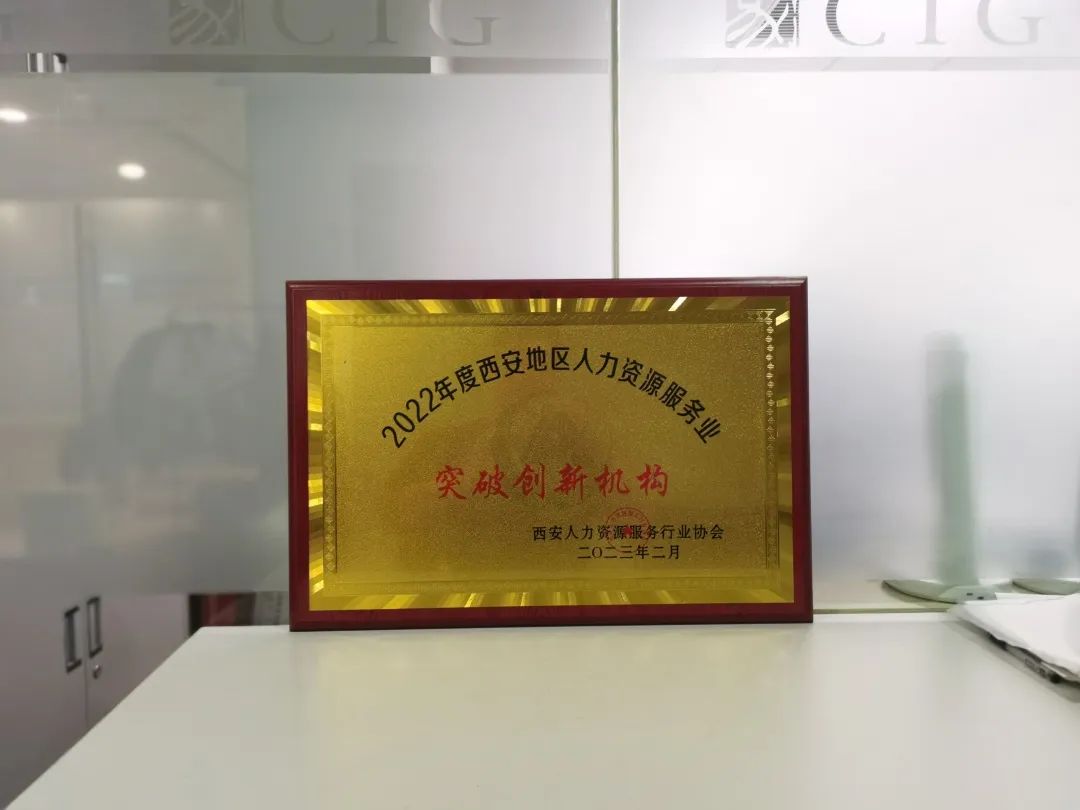 CIG
CIG
2022年度西安地区人力资源服务业
突破创新机构
西安人力资源服务行业协会
二〇二三年二月